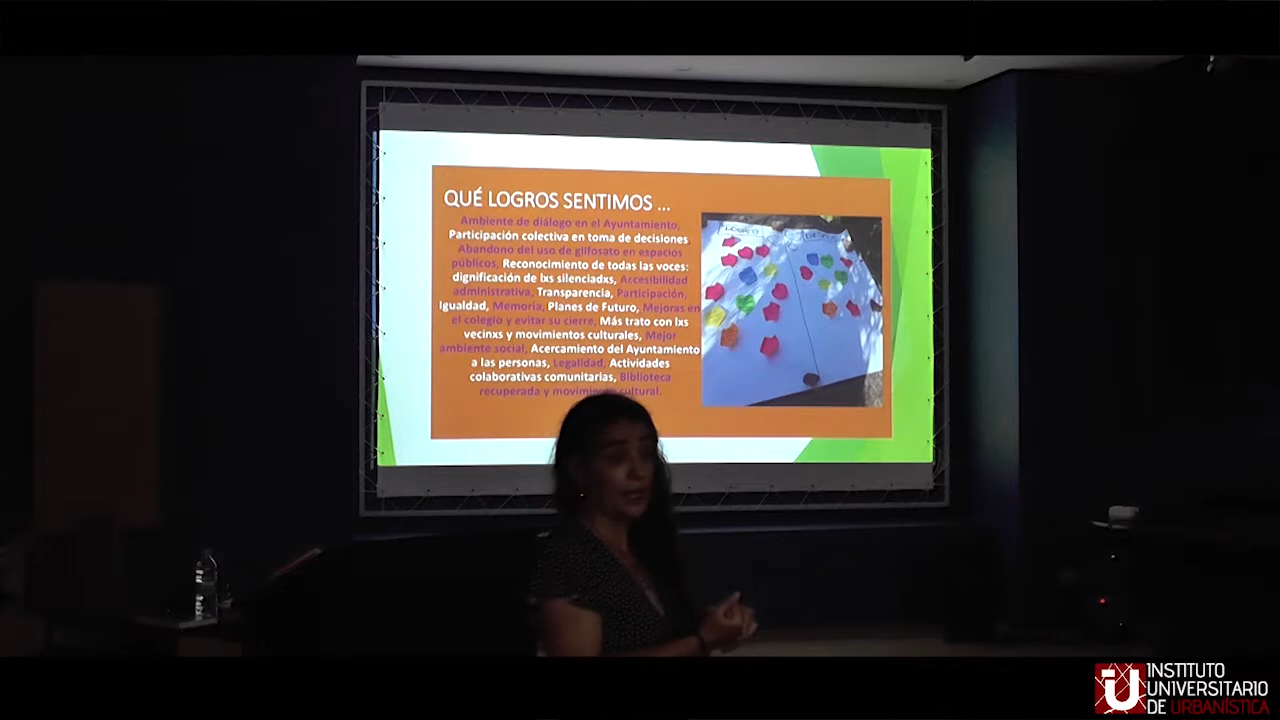 QUÉ LOGROS SENTIMOS ...
Ambiente de diálogo en el Ayuntamiento,
Participación colectiva en toma de decisiones
Abandono del uso de glifosato en espacios
públicos, Reconocimiento de todas las voces:
dignificación de lxs silenciadxs, Accesibilidad
administrativa, Transparencia, Participación,
Igualdad, Memoria, Planes de Futuro, Mejoras en
el colegio y evitar su cierre, Más trato con lxs
vecinxs y movimientos culturales, Mejor
ambiente social, Acercamiento del Ayuntamiento
a las personas, Legalidad, Actividades
colaborativas comunitarias, Biblioteca
recuperada y movimiento cultural.
LOGROS
INSTITUTO
UNIVERSITARIO
DE URBANÍSTICA